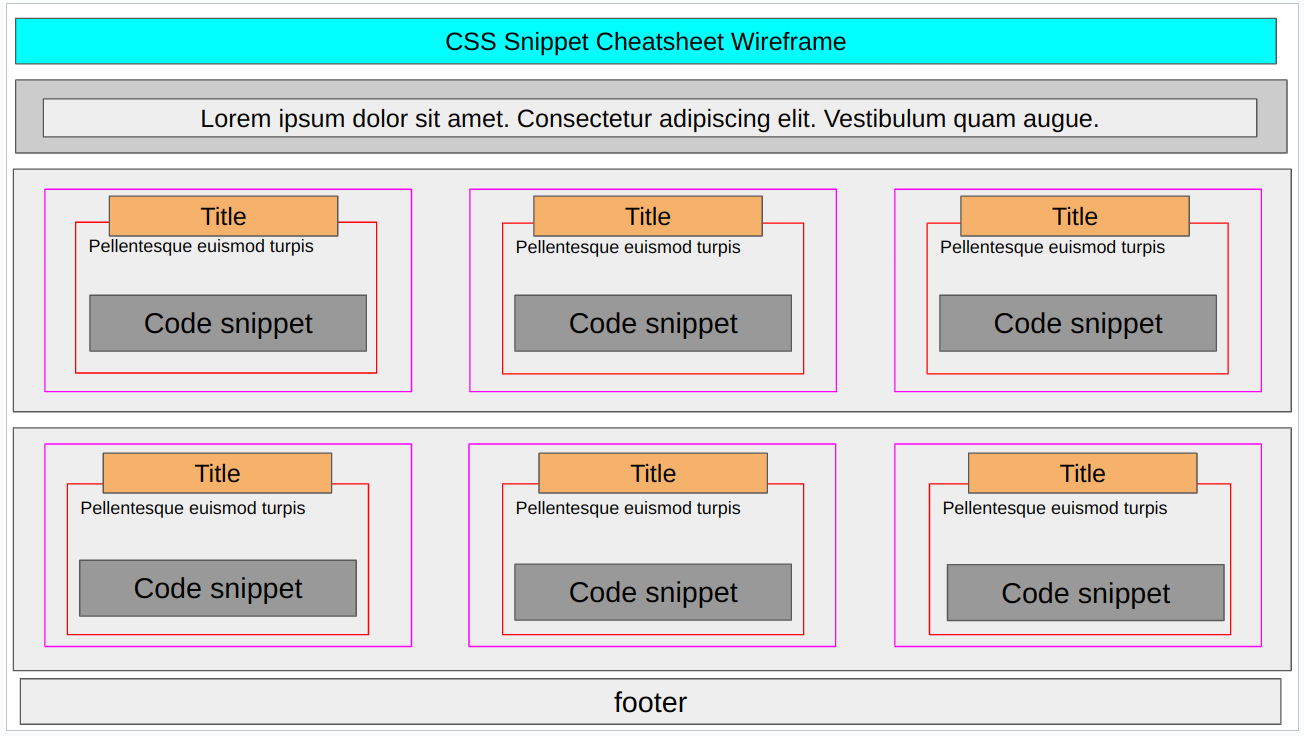 CSS Snippet Cheatsheet Wireframe
Lorem ipsum dolor sit amet. Consectetur adipiscing elit. Vestibulum quam augue.
Title
Pellentesque euismod turpis
Code snippet
Title
Pellentesque euismod turpis
Code snippet
Title
Pellentesque euismod turpis
Code snippet
Title
Pellentesque euismod turpis
Code snippet
Title
Pellentesque euismod turpis
Code snippet
Title
Pellentesque euismod turpis
Code snippet
footer